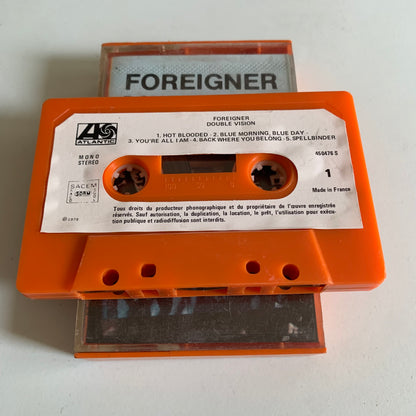 FOREIGNER
FOREIGNER
DOUBLE VISION
1. HOT BLOODED - 2. BLUE MORNING, BLUE DAY -
3. YOU'RE ALL I AM - 4. BACK WHERE YOU BELONG - 5. SPELLBINDER
ATLANTIC
MONO
STEREO
450476 S
SACEM
SDRM
1
Made in France
℗ 1978
Tous droits du producteur phonographique et du propriétaire de l'œuvre enregistrée
réservés. Sauf autorisation, la duplication, la location, le prêt, l'utilisation pour exécu-
tion publique et radiodiffusion sont interdits.